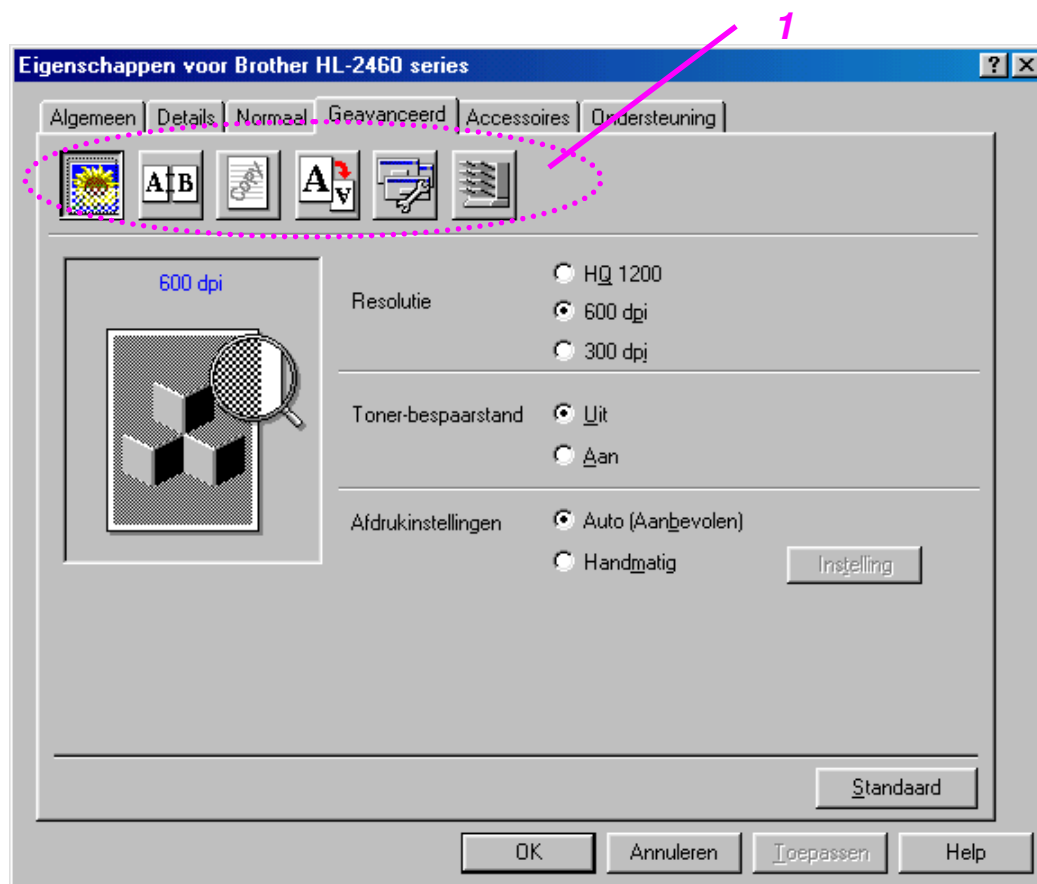 1
Eigenschappen voor Brother HL-2460 series
Algemeen Details Normaal Geavanceerd Accessoires Ondersteuning
A B Copy A A
600 dpi
Resolutie
HQ 1200
600 dpi
300 dpi
Toner-bespaarstand
Uit
Aan
Afdrukinstellingen
Auto (Aanbevolen)
Handmatig
Instelling
Standaard
OK Annuleren Toepassen Help